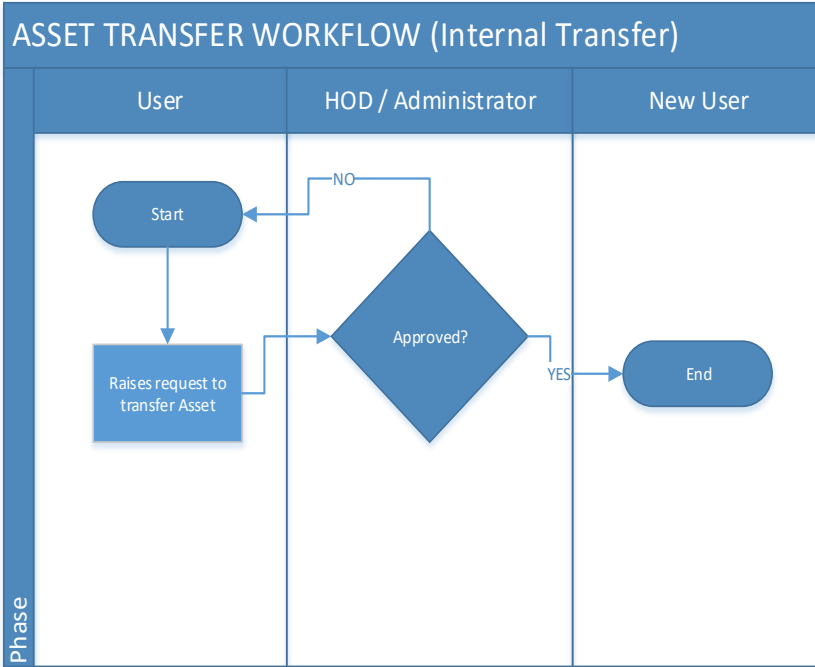 ASSET TRANSFER WORKFLOW (Internal Transfer)
User
HOD / Administrator
New User
NO
Start
Approved?
Raises request to
transfer Asset
YES
End
Phase